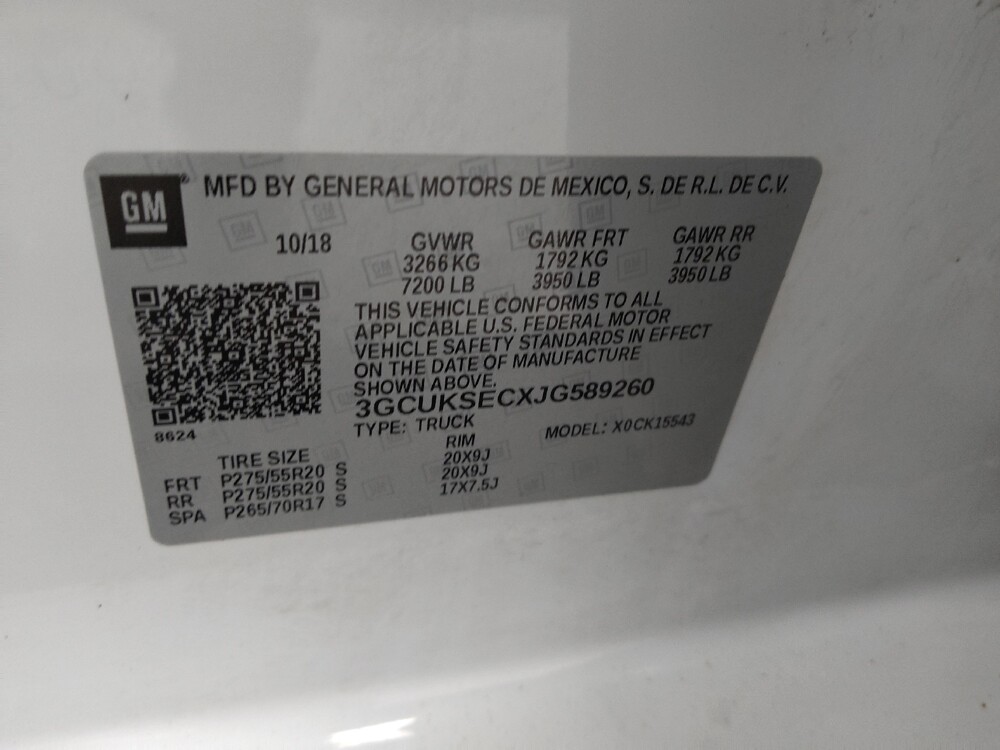 GM
MFD BY GENERAL MOTORS DE MEXICO, S. DE R.L. DE C.V.
10/18 GVWR GAWR FRT GAWR RR
3266 KG 1792 KG 1792 KG
7200 LB 3950 LB 3950 LB
THIS VEHICLE CONFORMS TO ALL
APPLICABLE U.S. FEDERAL MOTOR
VEHICLE SAFETY STANDARDS IN EFFECT
ON THE DATE OF MANUFACTURE
SHOWN ABOVE.
3GCUKSECXJG589260
8624
TYPE: TRUCK MODEL: X0CK15543
TIRE SIZE RIM
FRT P275/55R20 S 20X9J
RR P275/55R20 S 20X9J
SPA P265/70R17 S 17X7.5J